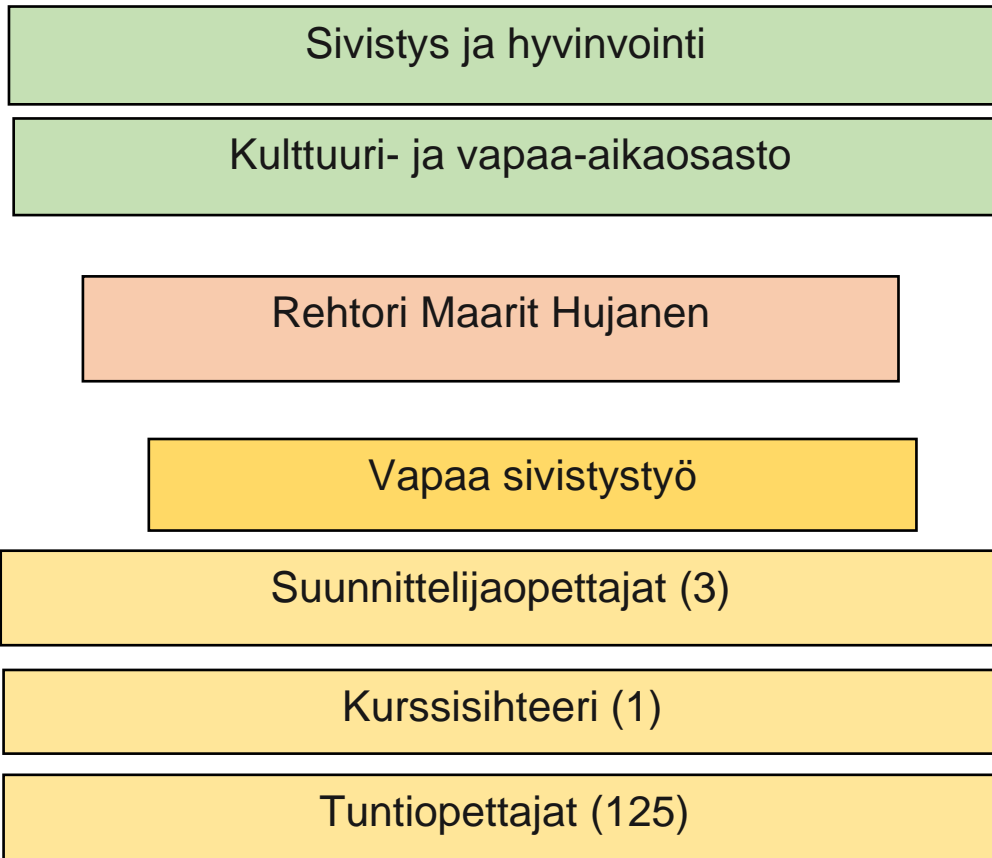 Sivistys ja hyvinvointi
Kulttuuri- ja vapaa-aikaosasto
Rehtori Maarit Hujanen
Vapaa sivistystyö
Suunnittelijaopettajat (3)
Kurssisihteeri (1)
Tuntiopettajat (125)